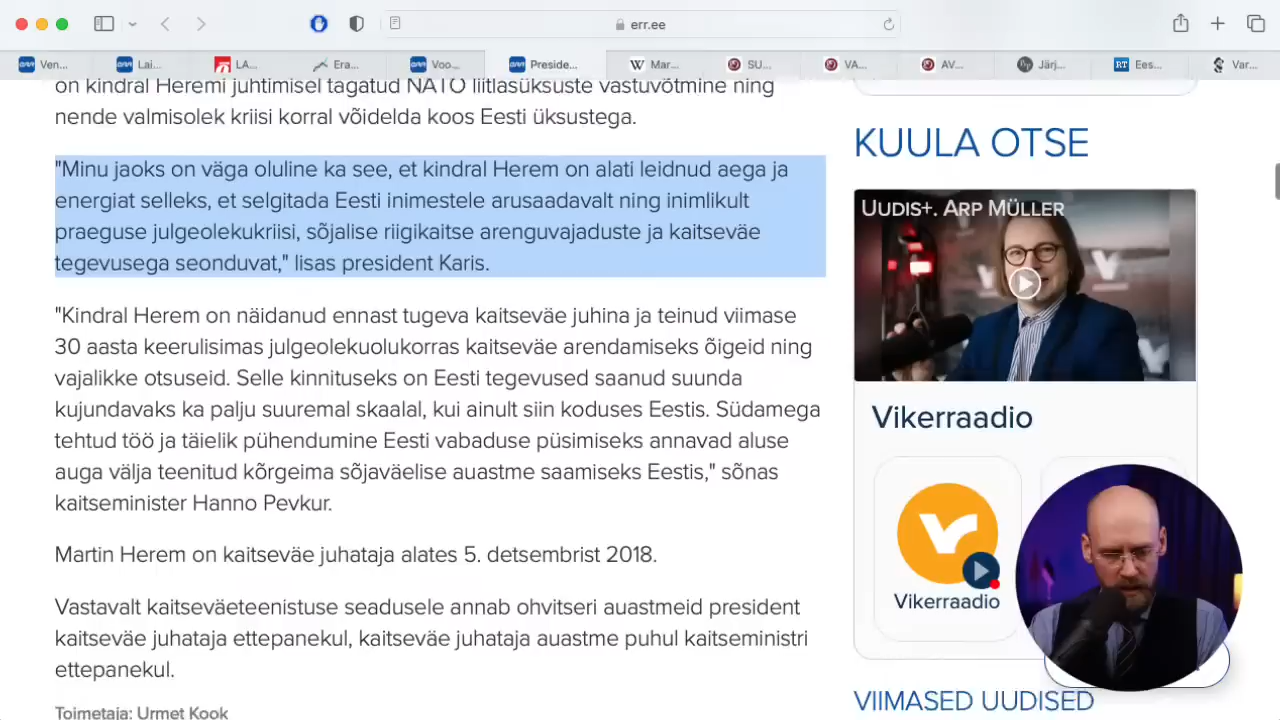 err.ee
Ven...
Lai...
LA...
Era...
Voo...
Preside...
Mar...
SU...
VA...
AV...
Järj...
Ees...
Var...
on kindral Heremi juhtimisel tagatud NATO liitlasüksuste vastuvõtmine ning
nende valmisolek kriisi korral võidelda koos Eesti üksustega.
"Minu jaoks on väga oluline ka see, et kindral Herem on alati leidnud aega ja
energiat selleks, et selgitada Eesti inimestele arusaadavalt ning inimlikult
praeguse julgeolekukriisi, sõjalise riigikaitse arenguvajaduste ja kaitseväe
tegevusega seonduvat," lisas president Karis.
"Kindral Herem on näidanud ennast tugeva kaitseväe juhina ja teinud viimase
30 aasta keerulisimas julgeolekuolukorras kaitseväe arendamiseks õigeid ning
vajalikke otsuseid. Selle kinnituseks on Eesti tegevused saanud suunda
kujundavaks ka palju suuremal skaalal, kui ainult siin koduses Eestis. Südamega
tehtud töö ja täielik pühendumine Eesti vabaduse püsimiseks annavad aluse
auga välja teenitud kõrgeima sõjaväelise auastme saamiseks Eestis," sõnas
kaitseminister Hanno Pevkur.
Martin Herem on kaitseväe juhataja alates 5. detsembrist 2018.
Vastavalt kaitseväeteenistuse seadusele annab ohvitseri auastmeid president
kaitseväe juhataja ettepanekul, kaitseväe juhataja auastme puhul kaitseministri
ettepanekul.
Toimetaja: Urmet Kook
KUULA OTSE
UUDIS+. ARP MÜLLER
Vikerraadio
Vikerraadio
VIIMASED UUDISED